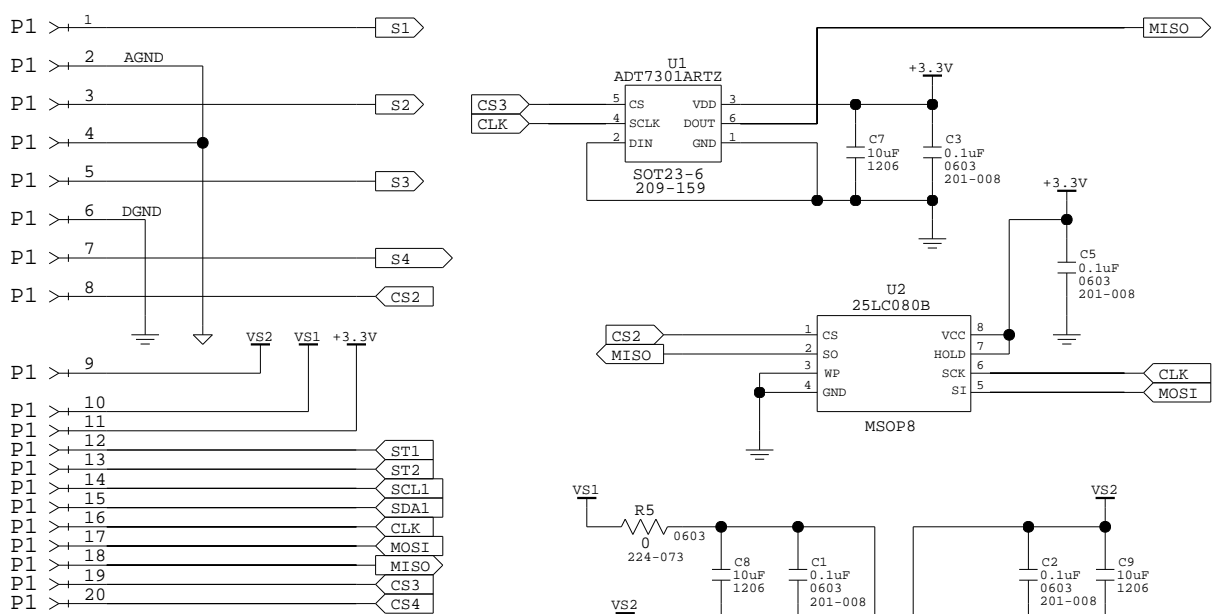 P1 1 S1
P1 2 AGND
P1 3 S2
P1 4
P1 5 S3
P1 6 DGND
P1 7 S4
P1 8 CS2
VS2 VS1 +3.3V
P1 9
P1 10
P1 11
P1 12 ST1
P1 13 ST2
P1 14 SCL1
P1 15 SDA1
P1 16 CLK
P1 17 MOSI
P1 18 MISO
P1 19 CS3
P1 20 CS4
MISO
U1
ADT7301ARTZ
+3.3V
CS3 5 CS VDD 3
CLK 4 SCLK DOUT 6
2 DIN GND 1
SOT23-6
209-159
C7
10uF
1206
C3
0.1uF
0603
201-008
+3.3V
C5
0.1uF
0603
201-008
U2
25LC080B
CS2 1 CS VCC 8
MISO 2 SO HOLD 7
3 WP SCK 6 CLK
4 GND SI 5 MOSI
MSOP8
VS1
R5
0 0603
224-073
VS2
C8
10uF
1206
C1
0.1uF
0603
201-008
VS2
C2
0.1uF
0603
201-008
C9
10uF
1206